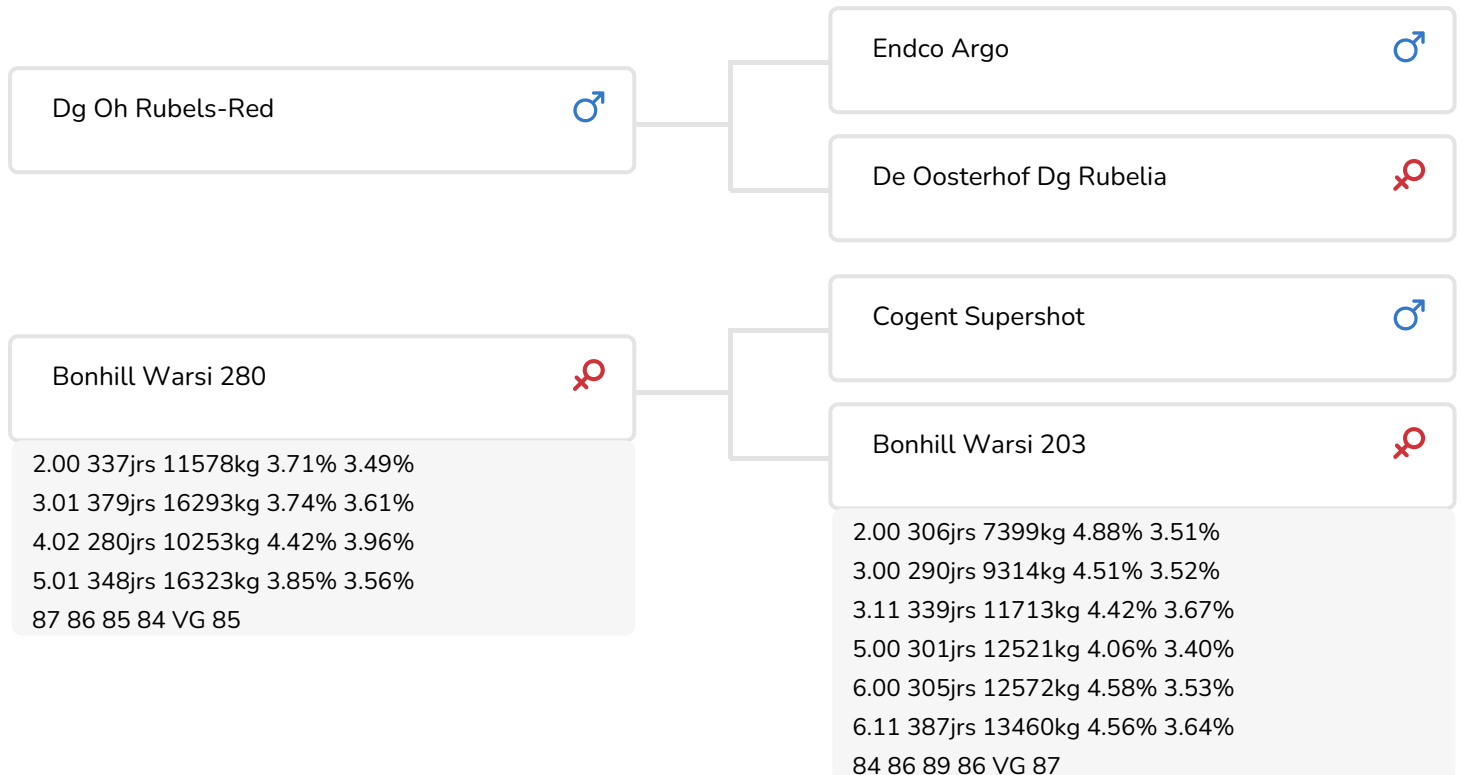 Dg Oh Rubels-Red
Endco Argo
De Oosterhof Dg Rubelia
Bonhill Warsi 280
2.00 337jrs 11578kg 3.71% 3.49%
3.01 379jrs 16293kg 3.74% 3.61%
4.02 280jrs 10253kg 4.42% 3.96%
5.01 348jrs 16323kg 3.85% 3.56%
87 86 85 84 VG 85
Cogent Supershot
Bonhill Warsi 203
2.00 306jrs 7399kg 4.88% 3.51%
3.00 290jrs 9314kg 4.51% 3.52%
3.11 339jrs 11713kg 4.42% 3.67%
5.00 301jrs 12521kg 4.06% 3.40%
6.00 305jrs 12572kg 4.58% 3.53%
6.11 387jrs 13460kg 4.56% 3.64%
84 86 89 86 VG 87